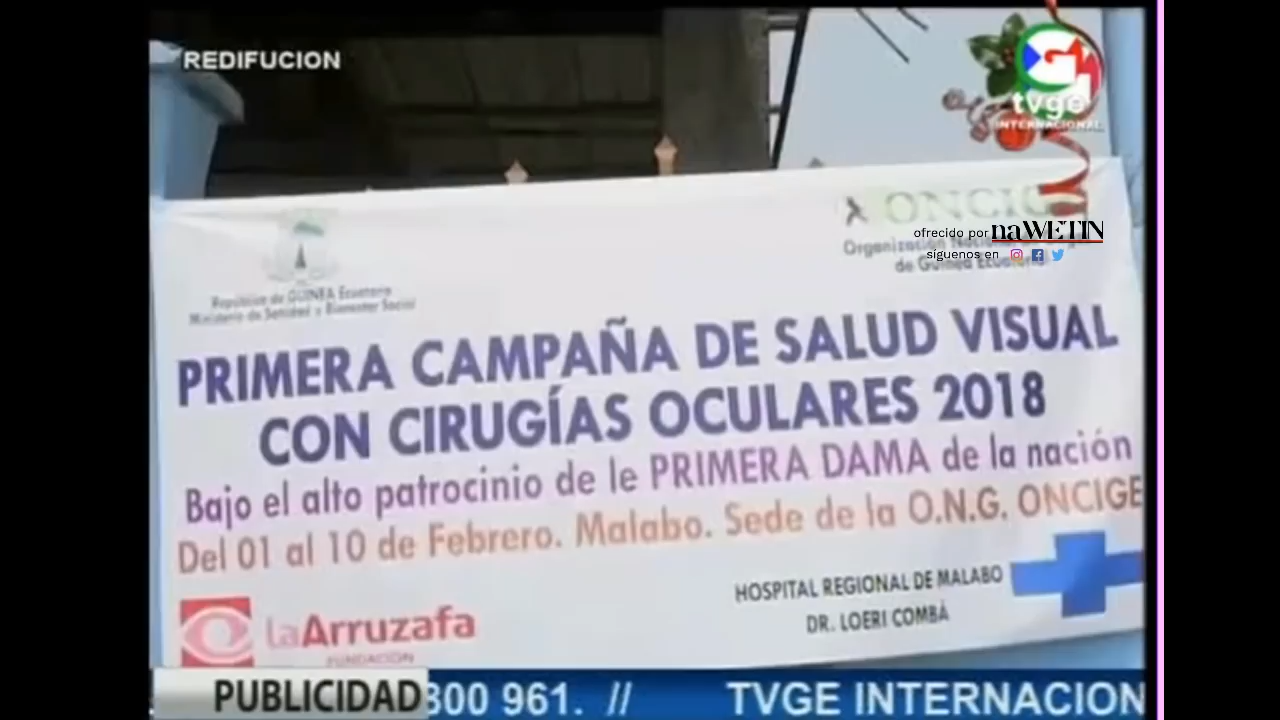 REDIFUCION
tvge
INTERNACIONAL
ONCIG
ofrecido por naWETIN
síguenos en
Organización Nacional
de Guinea Ecuatorial
República de GUINEA Ecuatorial
Ministerio de Sanidad y Bienestar Social
PRIMERA CAMPAÑA DE SALUD VISUAL
CON CIRUGÍAS OCULARES 2018
Bajo el alto patrocinio de le PRIMERA DAMA de la nación
Del 01 al 10 de Febrero. Malabo. Sede de la O.N.G. ONCIGE
HOSPITAL REGIONAL DE MALABO
DR. LOERI COMBÁ
laArruzafa
FUNDACIÓN
PUBLICIDAD 300 961. // TVGE INTERNACION